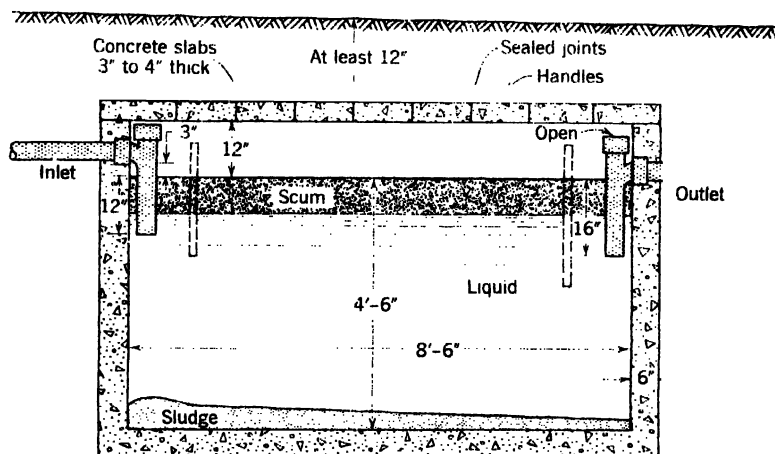 Concrete slabs
3" to 4" thick
At least 12"
Sealed joints
Handles
3"
12"
Open
Inlet
12"
Scum
16"
Outlet
Liquid
4'-6"
8'-6"
6"
Sludge